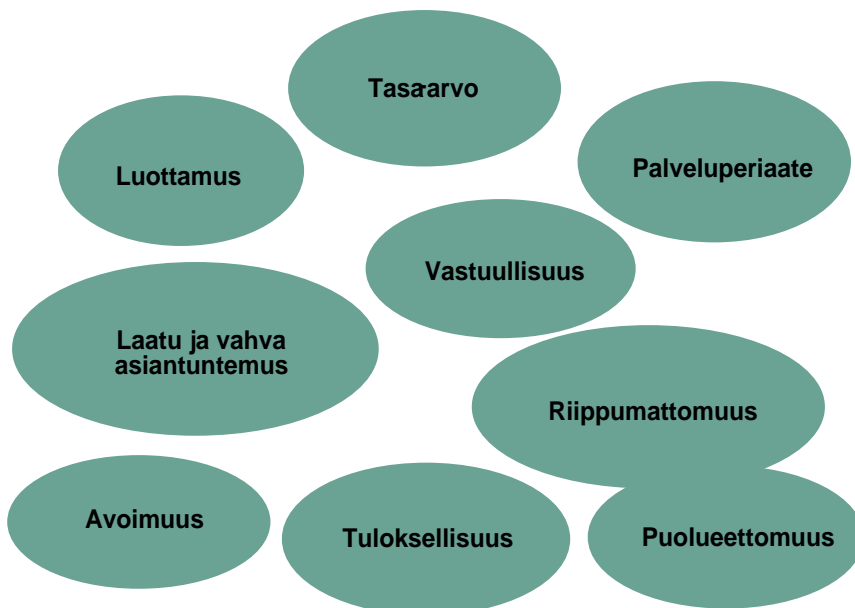 Tasa-arvo
Luottamus
Palveluperiaate
Vastuullisuus
Laatu ja vahva
asiantuntemus
Riippumattomuus
Avoimuus
Tuloksellisuus
Puolueettomuus